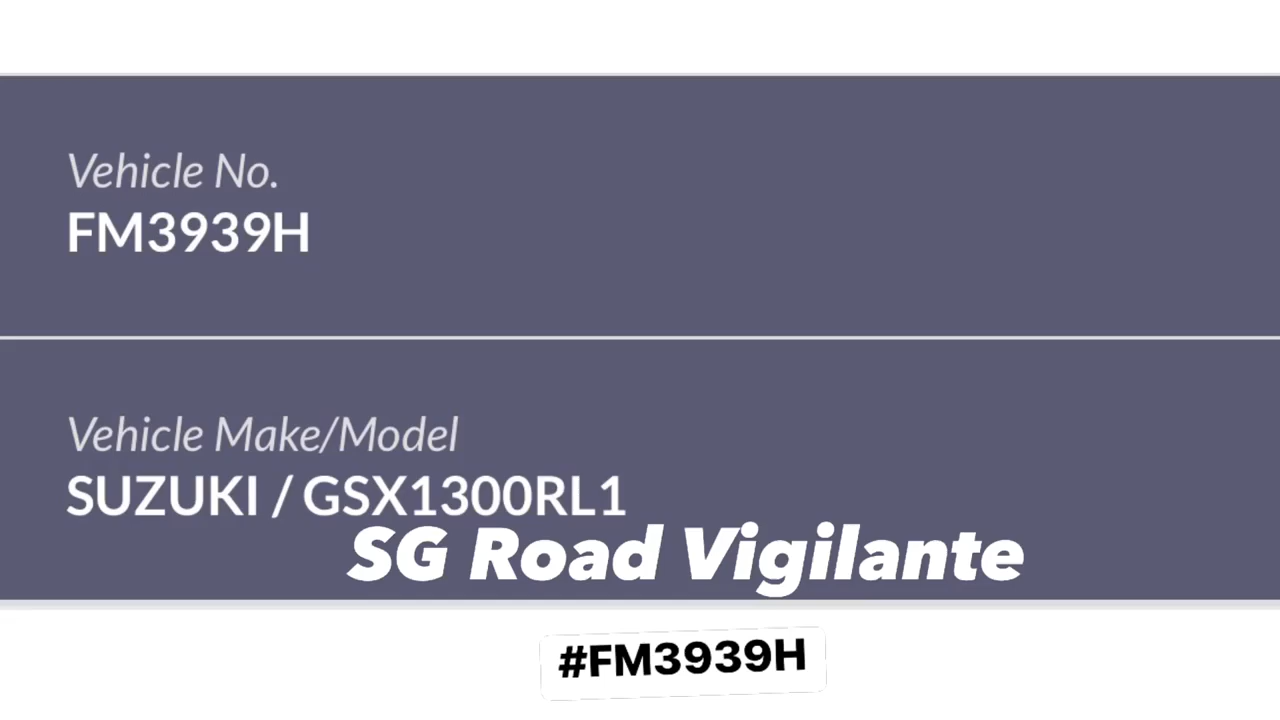 Vehicle No.
FM3939H
Vehicle Make/Model
SUZUKI / GSX1300RL1
SG Road Vigilante
#FM3939H